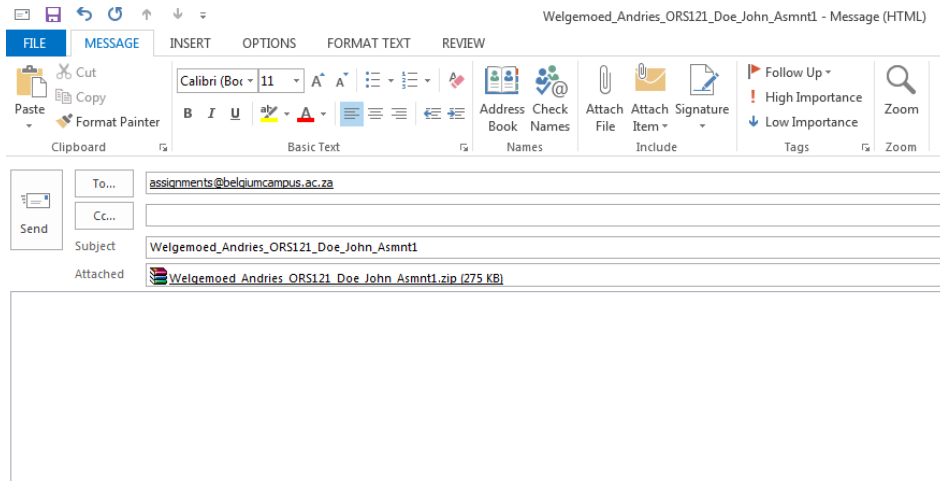 Welgemoed_Andries_ORS121_Doe_John_Asmnt1 - Message (HTML)
FILE MESSAGE INSERT OPTIONS FORMAT TEXT REVIEW
Paste
Cut
Copy
Format Painter
Clipboard
Calibri (Boc 11
B I U
Basic Text
Address Book
Check Names
Names
Attach File
Attach Item
Signature
Include
Follow Up
High Importance
Low Importance
Tags
Zoom
Zoom
Send
To... assignments@belgiumcampus.ac.za
Cc...
Subject Welgemoed_Andries_ORS121_Doe_John_Asmnt1
Attached Welgemoed_Andries_ORS121_Doe_John_Asmnt1.zip (275 KB)